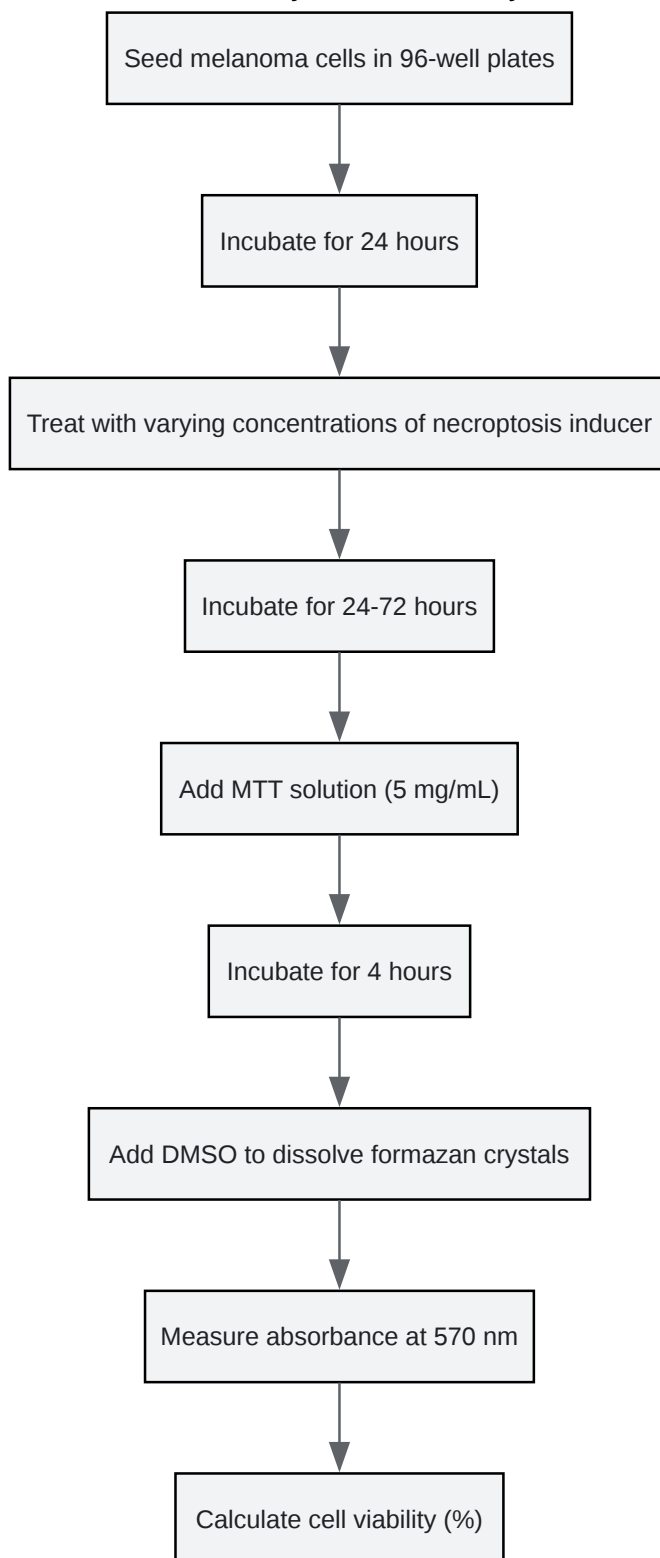 Seed melanoma cells in 96-well plates
Incubate for 24 hours
Treat with varying concentrations of necroptosis inducer
Incubate for 24-72 hours
Add MTT solution (5 mg/mL)
Incubate for 4 hours
Add DMSO to dissolve formazan crystals
Measure absorbance at 570 nm
Calculate cell viability (%)